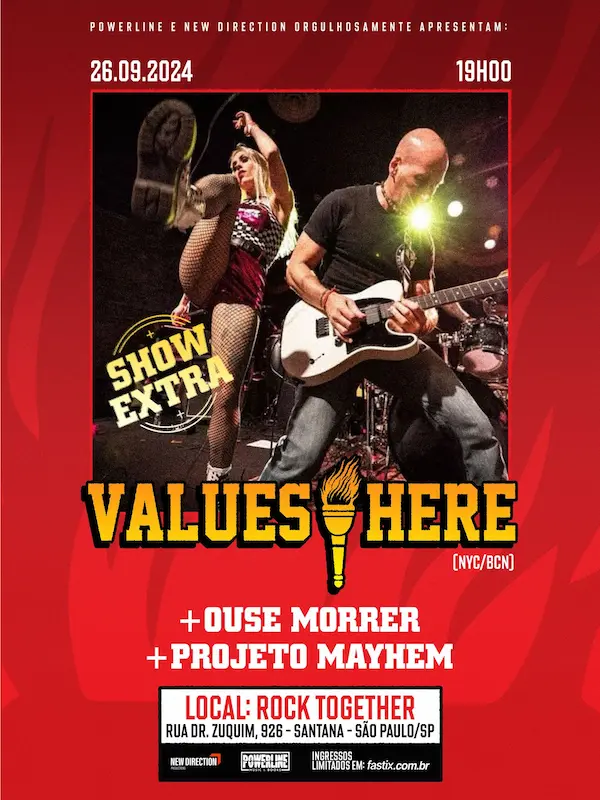 POWERLINE E NEW DIRECTION ORGULHOSAMENTE APRESENTAM:
26.09.2024 19H00
SHOW
EXTRA
VALUES HERE
(NYC/BCN)
+OUSE MORRER
+PROJETO MAYHEM
LOCAL: ROCK TOGETHER
RUA DR. ZUQUIM, 926 - SANTANA - SÃO PAULO/SP
NEW DIRECTION
POWERLINE
MUSIC & BOOKS
INGRESSOS
LIMITADOS EM: fastix.com.br